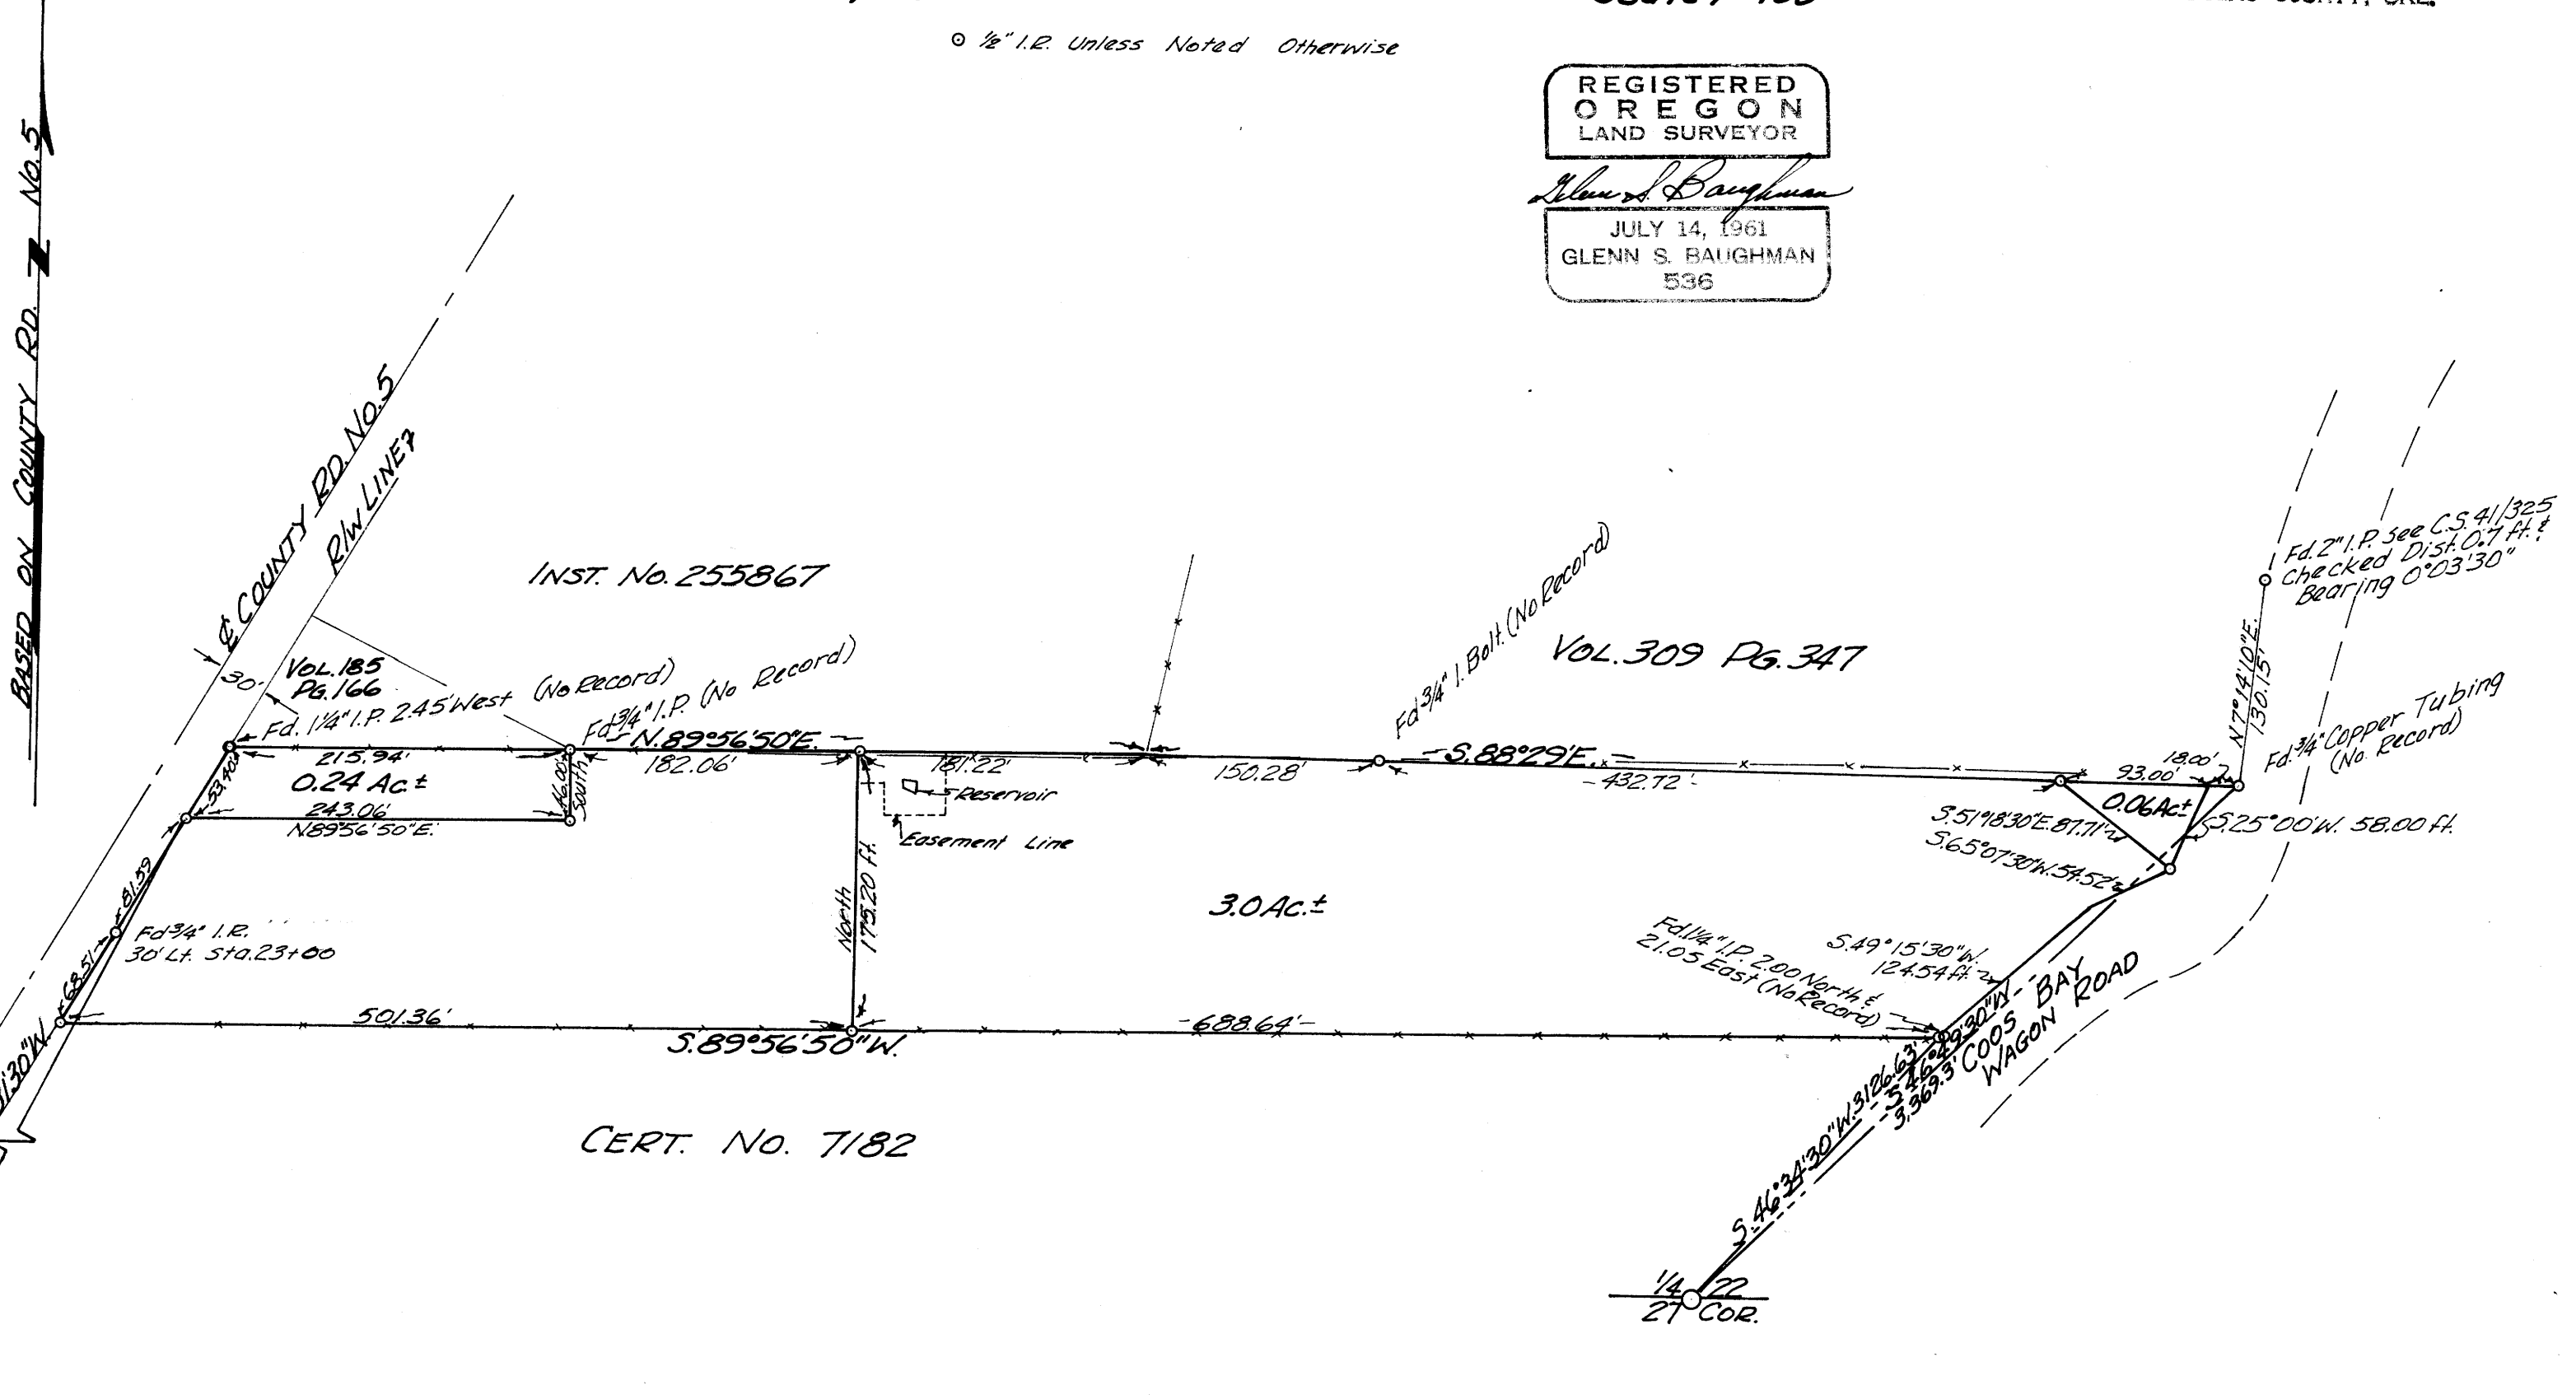 ⊙ ½" I.R. Unless Noted Otherwise
REGISTERED
OREGON
LAND SURVEYOR
Glenn S. Baughman
JULY 14, 1961
GLENN S. BAUGHMAN
536
BASED ON COUNTY RD. No. 5
N
℄ COUNTY RD. NO. 5
R/W LINE
30'
INST. No. 255867
VOL. 185
PG. 166
Fd. 1¼" I.P. 2.45' West (No Record)
Fd ¾" I.P. (No Record)
Fd ¾" I. Bolt. (No Record)
VOL. 309 PG. 347
Fd. 2" I.P. See C.S. 41/325
checked Dist. 0.7 ft. &
Bearing 0°03'30"
N 7°14'10" E.
130.15'
Fd. ¾" Copper Tubing
(No. Record)
N. 89°56'50" E.
S. 88°29' E.
215.94'
182.06'
181.22'
150.28'
432.72'
93.00'
18.00'
53.40'
0.24 Ac.±
46.00'
South
243.06'
N 89°56'50" E.
Reservoir
Easement Line
0.06 Ac±
S. 51°18'30" E. 87.71'
S. 25°00' W. 58.00 ft.
S. 65°07'30" W. 54.52'
81.59
North
175.20 ft.
3.0 Ac.±
Fd ¾" I.R.
30' Lt. Sta. 23+00
68.51
S. 49°15'30" W.
124.54 ft.
Fd. 1¼" I.P. 2.00 North &
21.05 East (No Record)
501.36'
688.64'
S. 89°56'50" W.
COOS BAY
WAGON ROAD
S. 46°34'30" W. 3126.63'
S 46°49'30" W
3,369.3'
CERT. NO. 7182
1/4 22
27 COR.